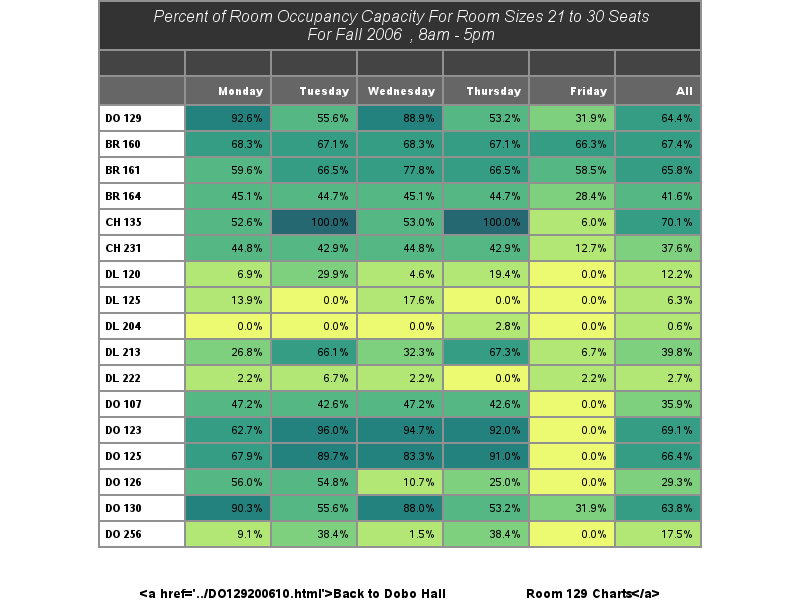 Percent of Room Occupancy Capacity For Room Sizes 21 to 30 Seats
For Fall 2006 , 8am - 5pm
Monday Tuesday Wednesday Thursday Friday All
DO 129 92.6% 55.6% 88.9% 53.2% 31.9% 64.4%
BR 160 68.3% 67.1% 68.3% 67.1% 66.3% 67.4%
BR 161 59.6% 66.5% 77.8% 66.5% 58.5% 65.8%
BR 164 45.1% 44.7% 45.1% 44.7% 28.4% 41.6%
CH 135 52.6% 100.0% 53.0% 100.0% 6.0% 70.1%
CH 231 44.8% 42.9% 44.8% 42.9% 12.7% 37.6%
DL 120 6.9% 29.9% 4.6% 19.4% 0.0% 12.2%
DL 125 13.9% 0.0% 17.6% 0.0% 0.0% 6.3%
DL 204 0.0% 0.0% 0.0% 2.8% 0.0% 0.6%
DL 213 26.8% 66.1% 32.3% 67.3% 6.7% 39.8%
DL 222 2.2% 6.7% 2.2% 0.0% 2.2% 2.7%
DO 107 47.2% 42.6% 47.2% 42.6% 0.0% 35.9%
DO 123 62.7% 96.0% 94.7% 92.0% 0.0% 69.1%
DO 125 67.9% 89.7% 83.3% 91.0% 0.0% 66.4%
DO 126 56.0% 54.8% 10.7% 25.0% 0.0% 29.3%
DO 130 90.3% 55.6% 88.0% 53.2% 31.9% 63.8%
DO 256 9.1% 38.4% 1.5% 38.4% 0.0% 17.5%
<a href='../DO129200610.html'>Back to Dobo Hall Room 129 Charts</a>